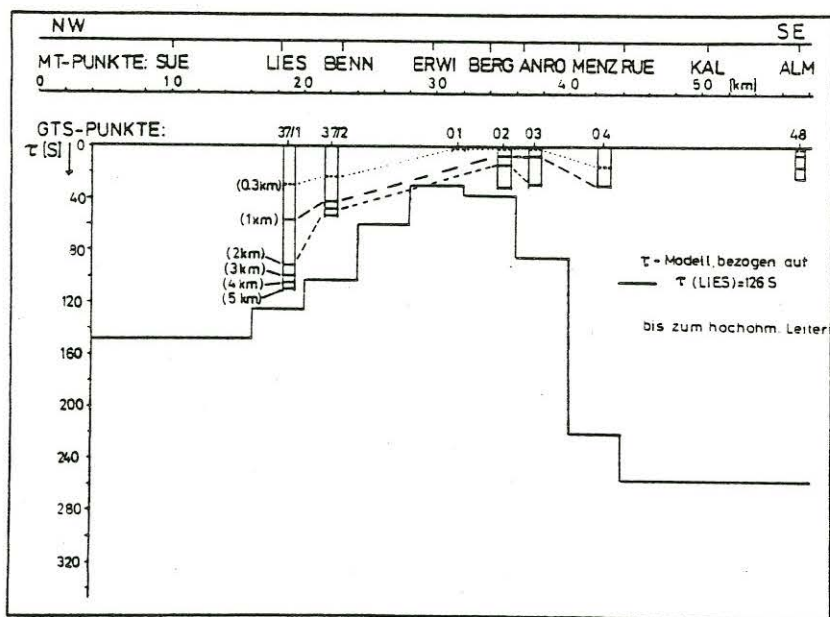 NW SE
MT-PUNKTE: SUE LIES BENN ERWI BERG ANRO MENZ RUE KAL ALM
0 10 20 30 40 50 [km]
GTS-PUNKTE:
37/1 37/2 01 02 03 04 48
τ [S]
0
40
80
120
160
200
240
280
320
(0.3km)
(1km)
(2km)
(3km)
(4km)
(5km)
τ-Modell, bezogen auf
τ (LIES)=126 S
bis zum hochohm. Leiter